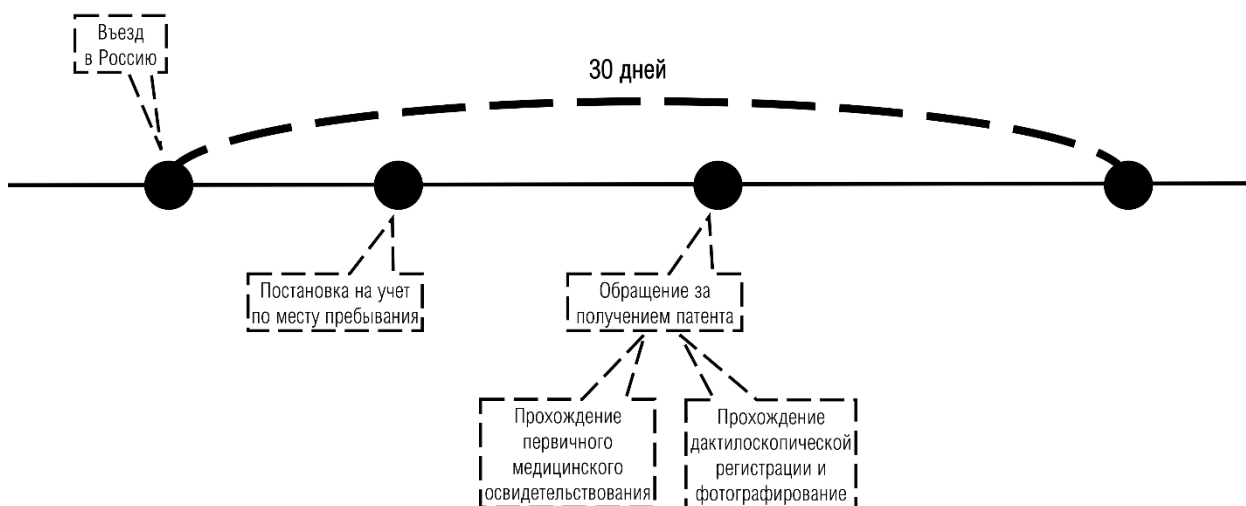 Въезд
в Россию
30 дней
Постановка на учет
по месту пребывания
Обращение за
получением патента
Прохождение
первичного
медицинского
освидетельствования
Прохождение
дактилоскопической
регистрации и
фотографирование